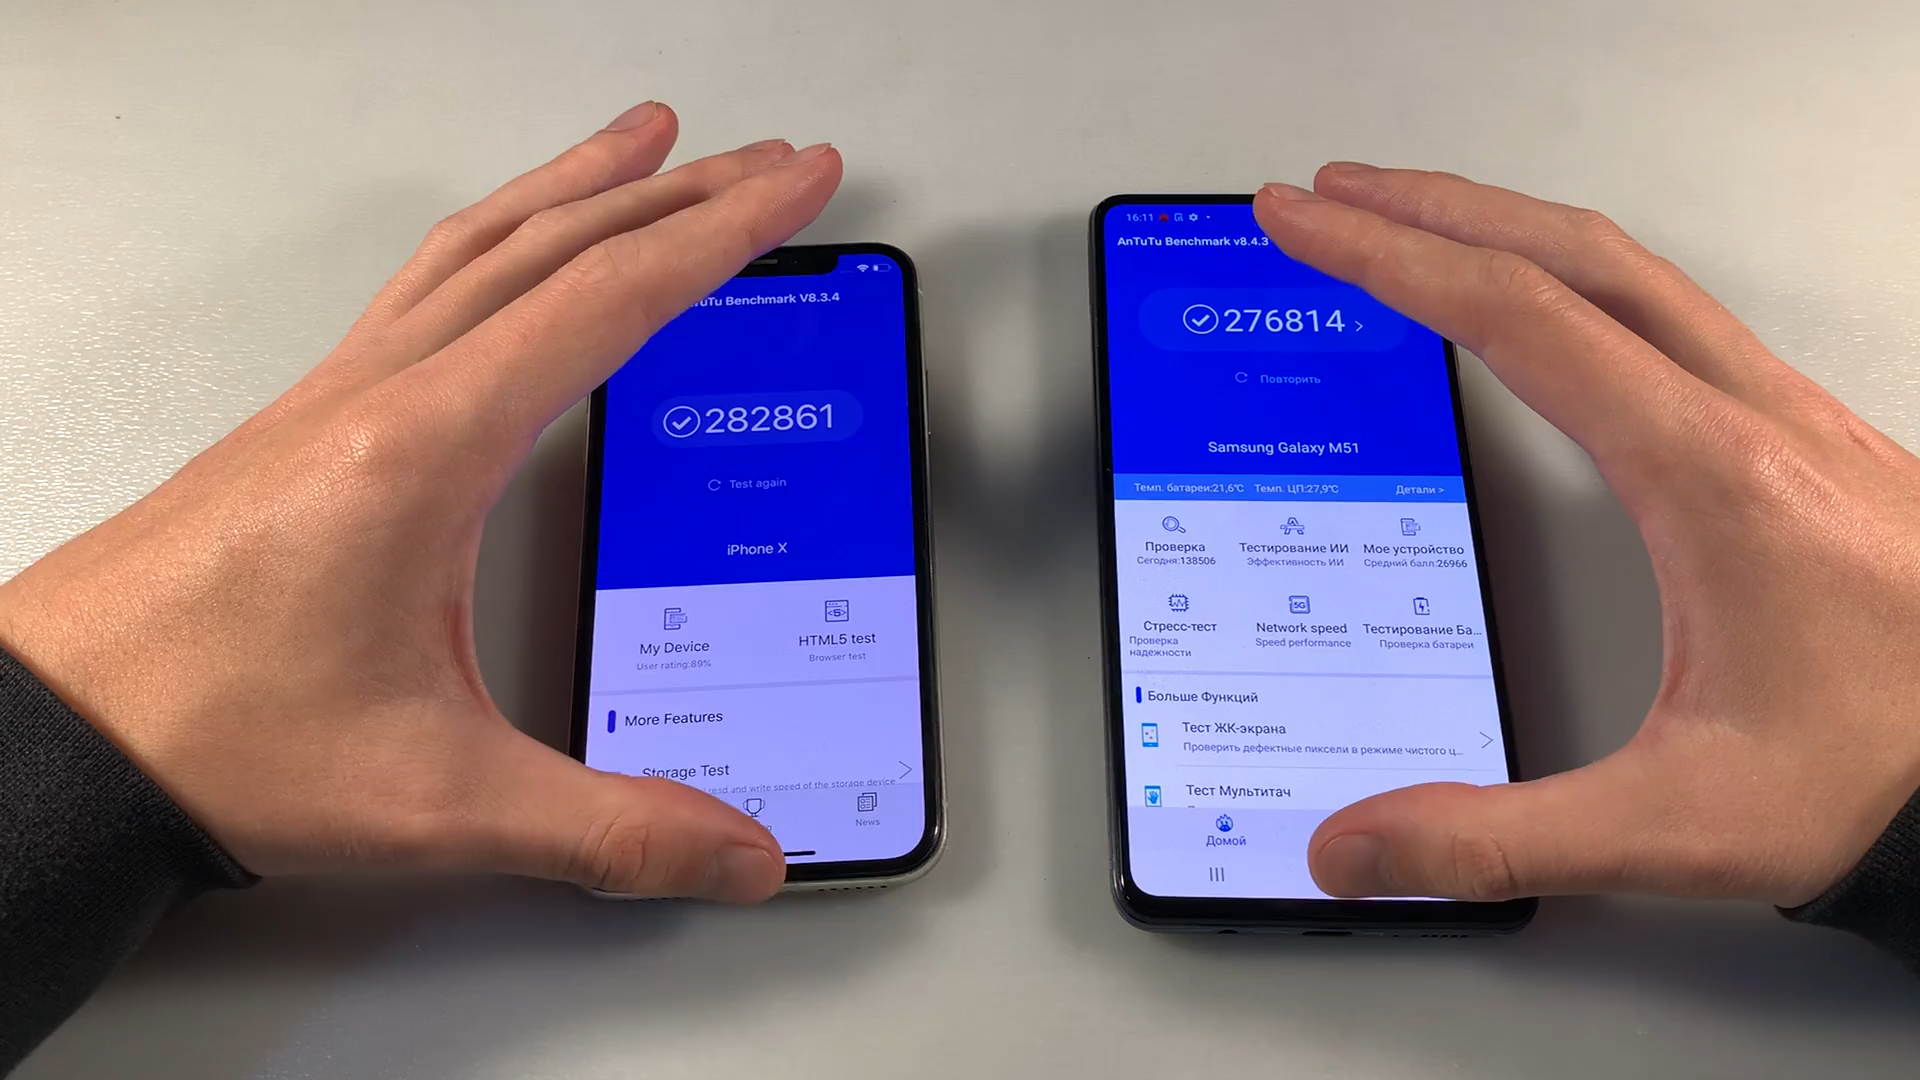 Benchmark V8.3.4
282861
Test again
iPhone X
My Device
User rating:89%
HTML5 test
Browser test
More Features
Storage Test
read and write speed of the storage device
News
16:11
AnTuTu Benchmark v8.4.3
276814 >
Повторить
Samsung Galaxy M51
Темп. батареи:21,6℃ Темп. ЦП:27,9℃ Детали >
Проверка
Сегодня:138506
Тестирование ИИ
Эффективность ИИ
Мое устройство
Средний балл:26966
5G
Стресс-тест
Проверка
надежности
Network speed
Speed performance
Тестирование Ба...
Проверка батареи
Больше Функций
Тест ЖК-экрана
Проверить дефектные пиксели в режиме чистого ц...
Тест Мультитач
Домой